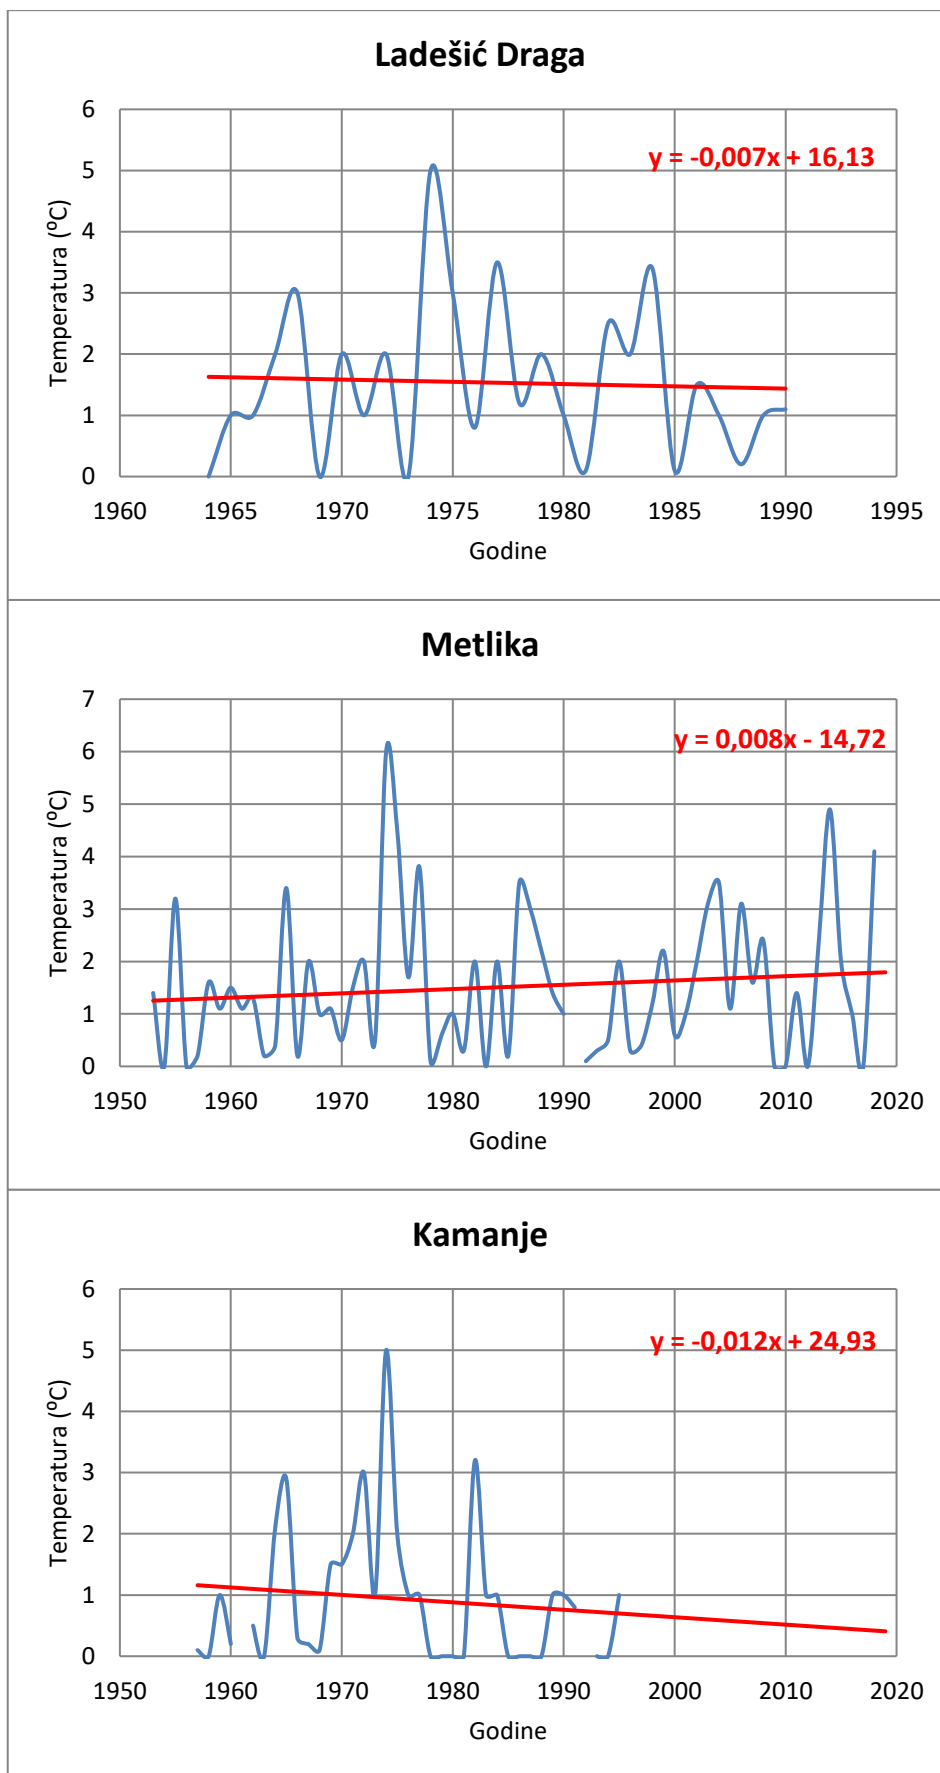 Ladešić Draga
6
5
4
3
2
1
0
y = -0,007x + 16,13
Temperatura (⁰C)
1960 1965 1970 1975 1980 1985 1990 1995
Godine
Metlika
7
6
5
4
3
2
1
0
y = 0,008x - 14,72
Temperatura (⁰C)
1950 1960 1970 1980 1990 2000 2010 2020
Godine
Kamanje
6
5
4
3
2
1
0
y = -0,012x + 24,93
Temperatura (⁰C)
1950 1960 1970 1980 1990 2000 2010 2020
Godine